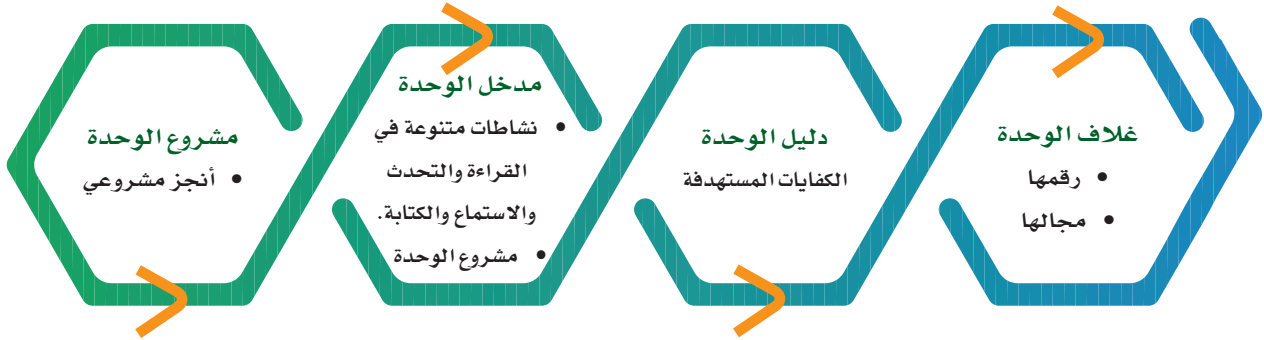 غلاف الوحدة
• رقمها
• مجالها
دليل الوحدة
الكفايات المستهدفة
مدخل الوحدة
• نشاطات متنوعة في
القراءة والتحدث
والاستماع والكتابة.
• مشروع الوحدة
مشروع الوحدة
• أنجز مشروعي